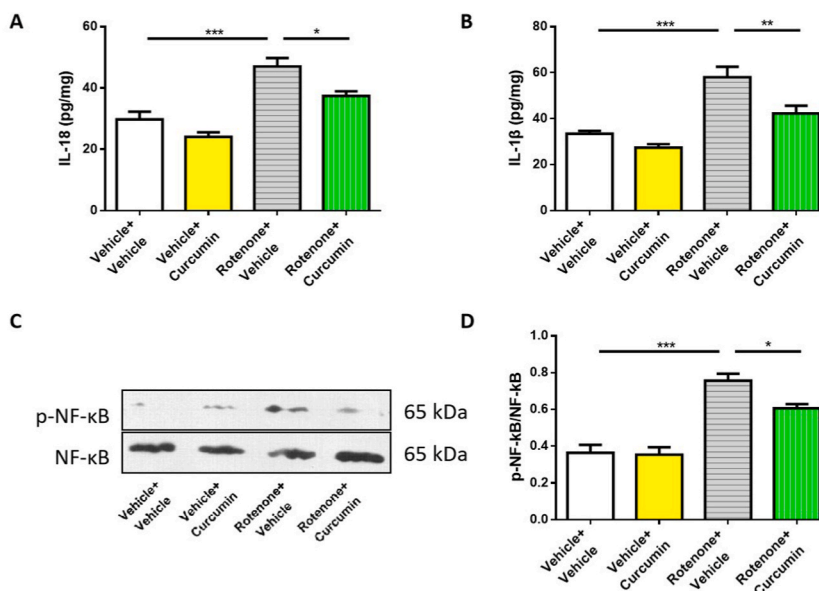 A
IL-18 (pg/mg)
60
40
20
0
***
*
Vehicle+
Vehicle
Vehicle+
Curcumin
Rotenone+
Vehicle
Rotenone+
Curcumin
B
IL-1β (pg/mg)
80
60
40
20
0
***
**
Vehicle+
Vehicle
Vehicle+
Curcumin
Rotenone+
Vehicle
Rotenone+
Curcumin
C
p-NF-κB 65 kDa
NF-κB 65 kDa
Vehicle+
Vehicle
Vehicle+
Curcumin
Rotenone+
Vehicle
Rotenone+
Curcumin
D
p-NF-kB/NF-kB
1.0
0.8
0.6
0.4
0.2
0.0
***
*
Vehicle+
Vehicle
Vehicle+
Curcumin
Rotenone+
Vehicle
Rotenone+
Curcumin